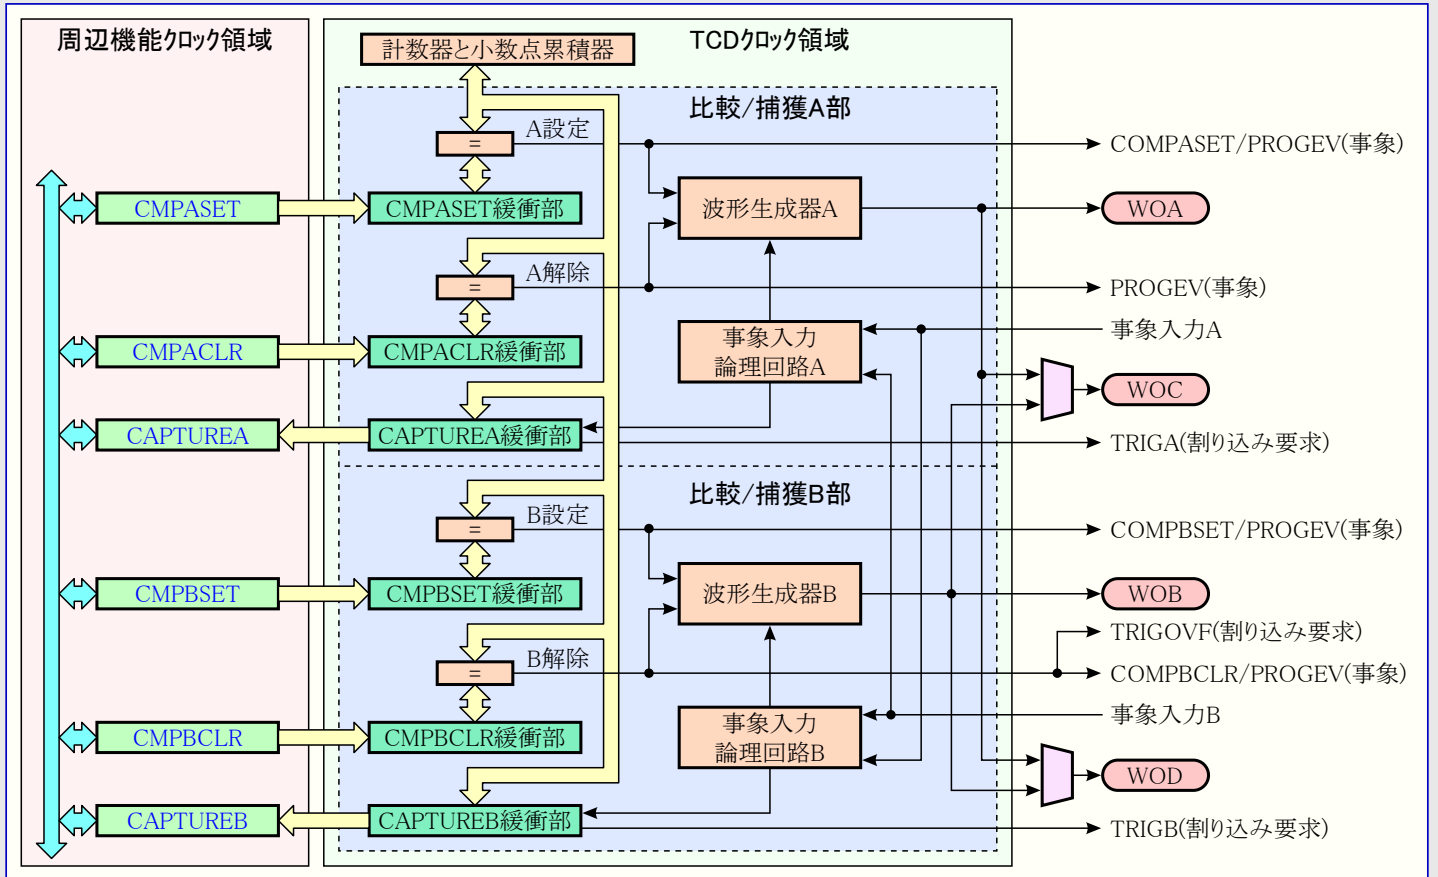 周辺機能クロック領域
TCDクロック領域
計数器と小数点累積器
比較/捕獲A部
=
A設定
COMPASET/PROGEV(事象)
CMPASET
CMPASET緩衝部
波形生成器A
WOA
=
A解除
PROGEV(事象)
CMPACLR
CMPACLR緩衝部
事象入力
論理回路A
事象入力A
WOC
CAPTUREA
CAPTUREA緩衝部
TRIGA(割り込み要求)
比較/捕獲B部
=
B設定
COMPBSET/PROGEV(事象)
CMPBSET
CMPBSET緩衝部
波形生成器B
WOB
TRIGOVF(割り込み要求)
=
B解除
COMPBCLR/PROGEV(事象)
CMPBCLR
CMPBCLR緩衝部
事象入力
論理回路B
事象入力B
WOD
CAPTUREB
CAPTUREB緩衝部
TRIGB(割り込み要求)